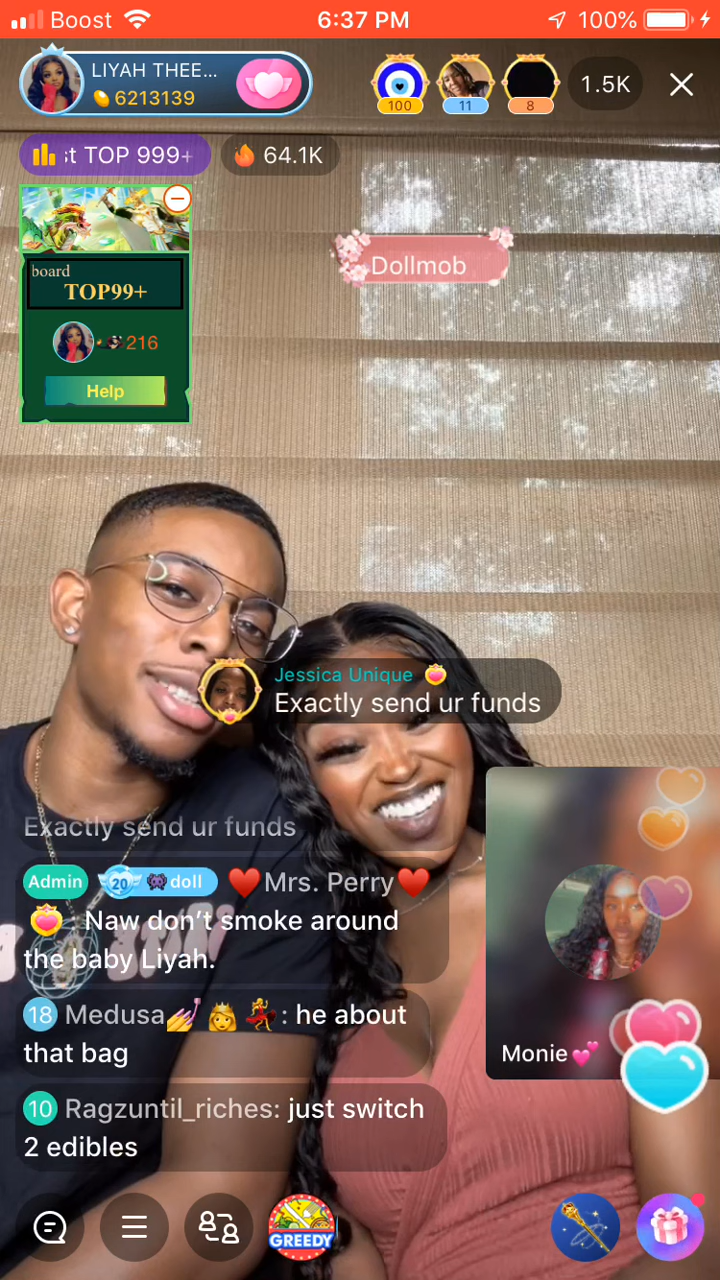 Boost
6:37 PM
100%
LIYAH THEE...
6213139
100
11
8
1.5K
st TOP 999+
64.1K
board
TOP99+
216
Help
Dollmob
Jessica Unique
Exactly send ur funds
Exactly send ur funds
Admin 20 👾 doll ❤️Mrs. Perry❤️
: Naw don't smoke around
the baby Liyah.
18 Medusa💅👸💃: he about
that bag
10 Ragzuntil_riches: just switch
2 edibles
Monie💕
GREEDY